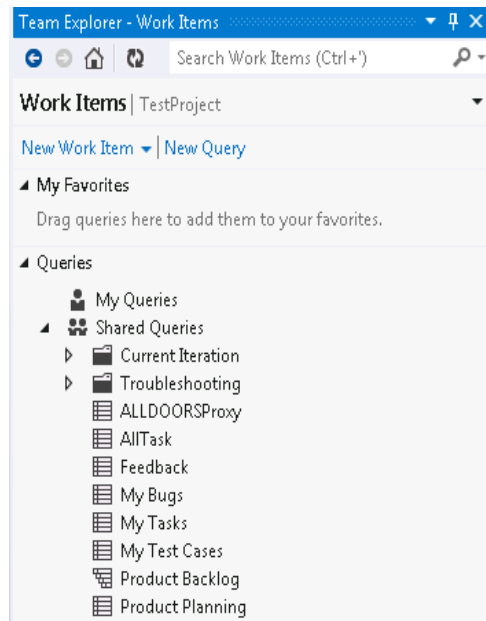 Team Explorer - Work Items
Search Work Items (Ctrl+')
Work Items | TestProject
New Work Item | New Query
My Favorites
Drag queries here to add them to your favorites.
Queries
My Queries
Shared Queries
Current Iteration
Troubleshooting
ALLDOORSProxy
AllTask
Feedback
My Bugs
My Tasks
My Test Cases
Product Backlog
Product Planning